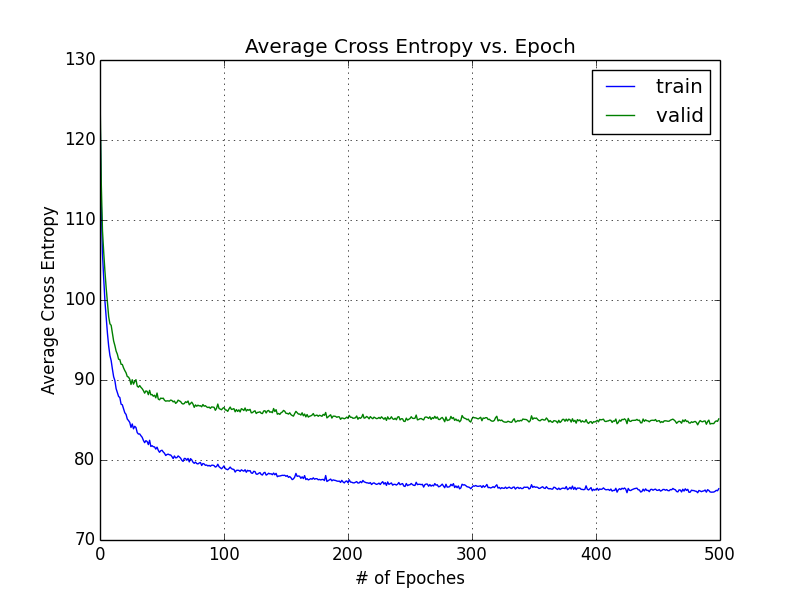 Average Cross Entropy vs. Epoch
130
120
110
100
90
80
70
Average Cross Entropy
train
valid
0
100
200
300
400
500
# of Epoches